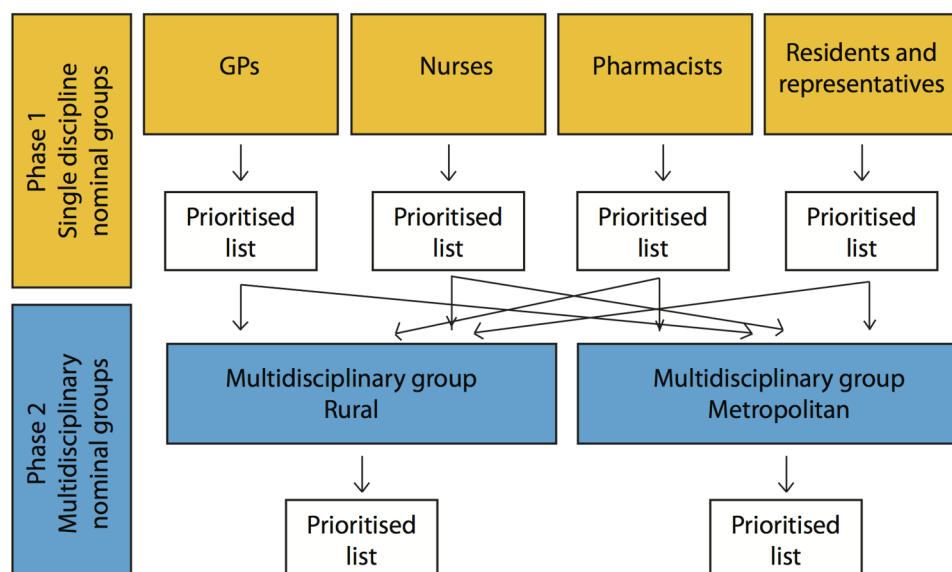 Phase 1
Single discipline
nominal groups
GPs
Nurses
Pharmacists
Residents and
representatives
Prioritised
list
Prioritised
list
Prioritised
list
Prioritised
list
Phase 2
Multidisciplinary
nominal groups
Multidisciplinary group
Rural
Multidisciplinary group
Metropolitan
Prioritised
list
Prioritised
list